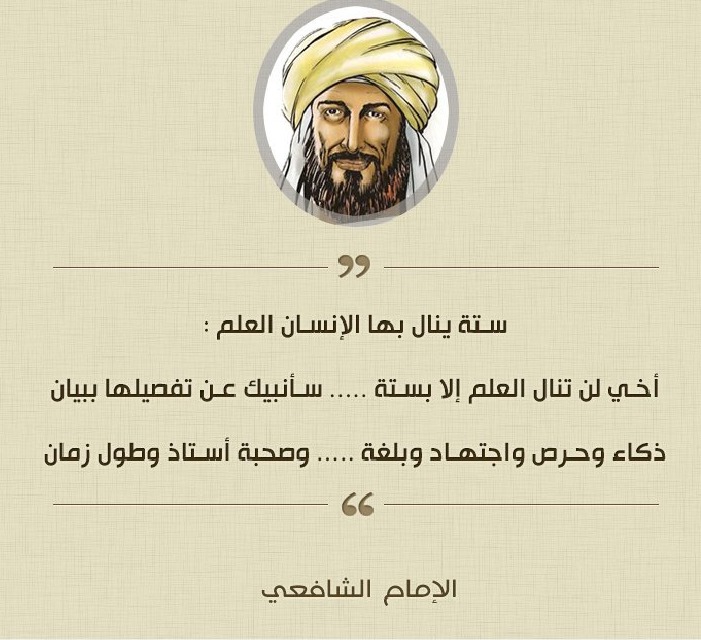 ستة ينال بها الإنسان العلم :
أخي لن تنال العلم إلا بستة ..... سأنبيك عن تفصيلها ببيان
ذكاء وحرص واجتهاد وبلغة ..... وصحبة أستاذ وطول زمان
الإمام الشافعي